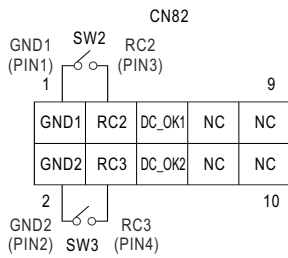 CN82
GND1 SW2 RC2
(PIN1) (PIN3)
1 9
GND1 RC2 DC_OK1 NC NC
GND2 RC3 DC_OK2 NC NC
2 10
GND2 RC3
(PIN2) SW3 (PIN4)